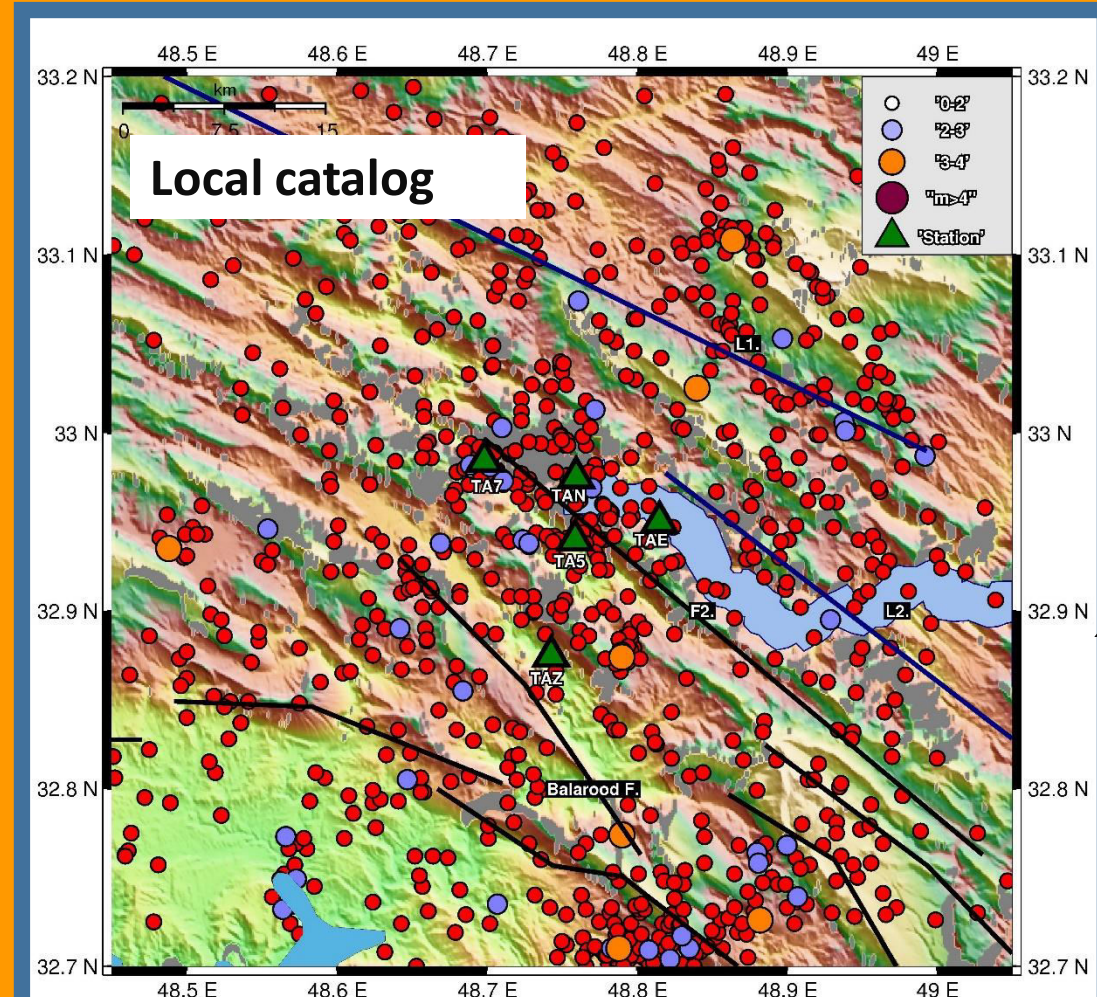 48.5 E 48.6 E 48.7 E 48.8 E 48.9 E 49 E
33.2 N 33.2 N
km
0 7.5 15
Local catalog
'0-2'
'2-3'
'3-4'
"m>4"
'Station'
33.1 N 33.1 N
L1.
33 N 33 N
TA7
TAN
TAE
TA5
32.9 N F2. L2. 32.9 N
TAZ
32.8 N Balarood F. 32.8 N
32.7 N 32.7 N
48.5 E 48.6 E 48.7 E 48.8 E 48.9 E 49 E